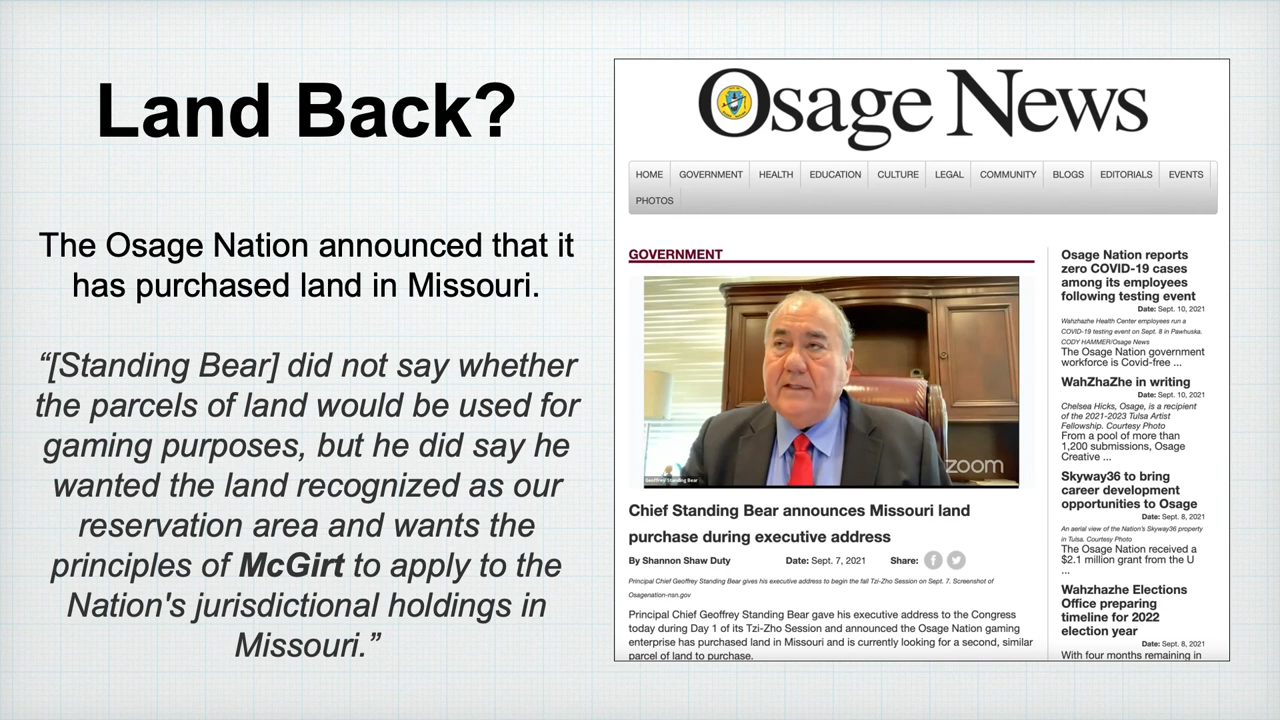 Land Back?
The Osage Nation announced that it
has purchased land in Missouri.
“[Standing Bear] did not say whether
the parcels of land would be used for
gaming purposes, but he did say he
wanted the land recognized as our
reservation area and wants the
principles of McGirt to apply to the
Nation's jurisdictional holdings in
Missouri.”
Osage News
HOME GOVERNMENT HEALTH EDUCATION CULTURE LEGAL COMMUNITY BLOGS EDITORIALS EVENTS
PHOTOS
GOVERNMENT
zoom
Geoffrey Standing Bear
Chief Standing Bear announces Missouri land
purchase during executive address
By Shannon Shaw Duty Date: Sept. 7, 2021 Share:
Principal Chief Geoffrey Standing Bear gives his executive address to begin the fall Tzi-Zho Session on Sept. 7. Screenshot of
Osagenation-nsn.gov
Principal Chief Geoffrey Standing Bear gave his executive address to the Congress
today during Day 1 of its Tzi-Zho Session and announced the Osage Nation gaming
enterprise has purchased land in Missouri and is currently looking for a second, similar
parcel of land to purchase.
Osage Nation reports
zero COVID-19 cases
among its employees
following testing event
Date: Sept. 10, 2021
Wahzhazhe Health Center employees run a
COVID-19 testing event on Sept. 8 in Pawhuska.
CODY HAMMER/Osage News
The Osage Nation government
workforce is Covid-free ...
WahZhaZhe in writing
Date: Sept. 10, 2021
Chelsea Hicks, Osage, is a recipient
of the 2021-2023 Tulsa Artist
Fellowship. Courtesy Photo
From a pool of more than
1,200 submissions, Osage
Creative ...
Skyway36 to bring
career development
opportunities to Osage
Date: Sept. 8, 2021
An aerial view of the Nation's Skyway36 property
in Tulsa. Courtesy Photo
The Osage Nation received a
$2.1 million grant from the U
...
Wahzhazhe Elections
Office preparing
timeline for 2022
election year
Date: Sept. 8, 2021
With four months remaining in